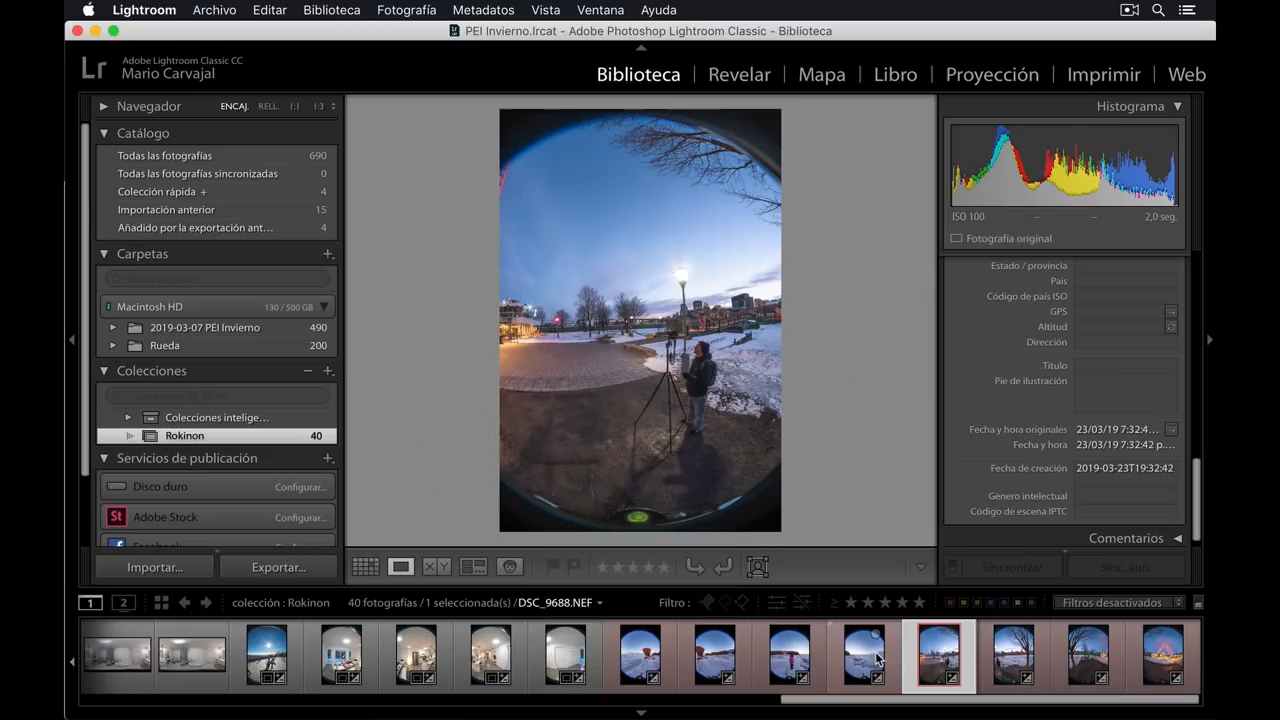 Lightroom Archivo Editar Biblioteca Fotografía Metadatos Vista Ventana Ayuda
PEI Invierno.lrcat - Adobe Photoshop Lightroom Classic - Biblioteca
Lr
Adobe Lightroom Classic CC
Mario Carvajal
Biblioteca Revelar Mapa Libro Proyección Imprimir Web
Navegador ENCAJ. RELL. 1:1 1:3
Catálogo
Todas las fotografías 690
Todas las fotografías sincronizadas 0
Colección rápida + 4
Importación anterior 15
Añadido por la exportación ant... 4
Carpetas
Macintosh HD 130 / 500 GB
2019-03-07 PEI Invierno 490
Rueda 200
Colecciones
Colecciones intelige...
Rokinon 40
Servicios de publicación
Disco duro Configurar...
St Adobe Stock Configurar...
Importar... Exportar...
Histograma
ISO 100 – – 2,0 seg.
Fotografía original
Estado / provincia
País
Código de país ISO
GPS
Altitud
Dirección
Título
Pie de ilustración
Fecha y hora originales 23/03/19 7:32:4...
Fecha y hora 23/03/19 7:32:42 p....
Fecha de creación 2019-03-23T19:32:42
Género intelectual
Código de escena IPTC
Comentarios
Sincronizar Sinc. ajus.
XY
1 2 colección : Rokinon 40 fotografías / 1 seleccionada(s) / DSC_9688.NEF Filtro : ≥ Filtros desactivados